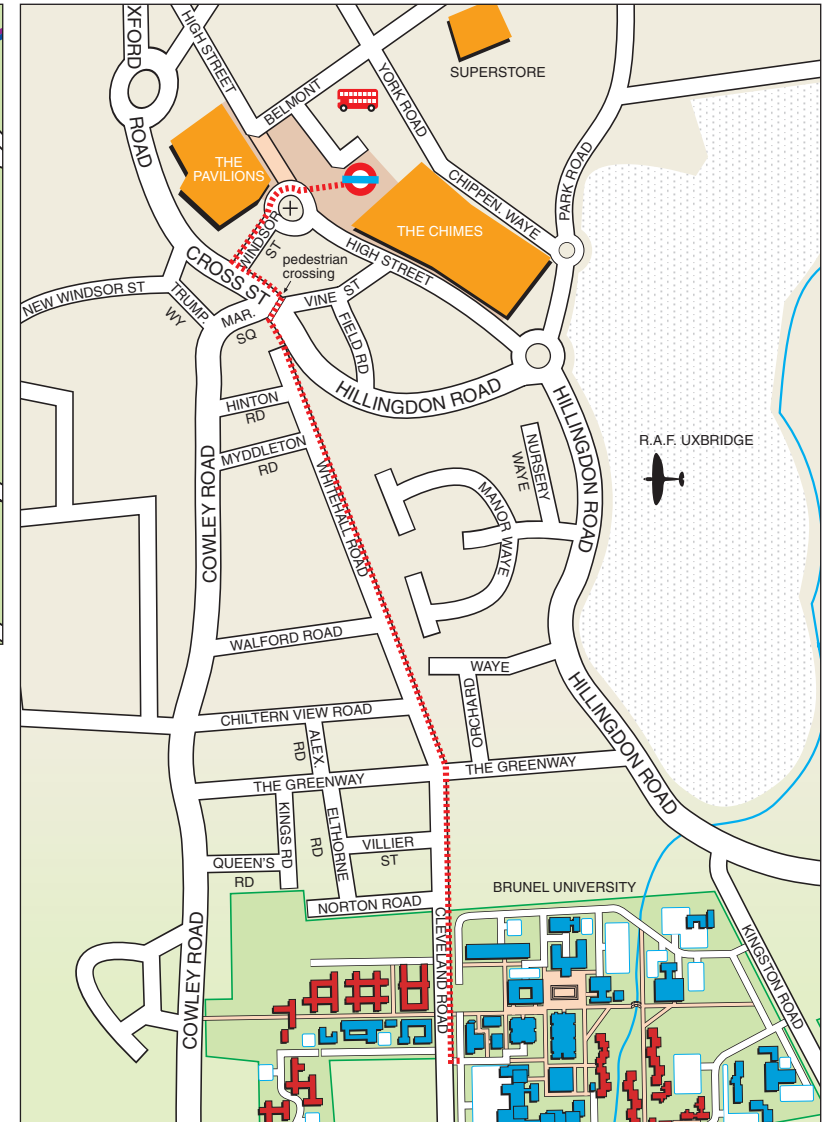 XFORD
ROAD
HIGH STREET
BELMONT
YORK ROAD
SUPERSTORE
THE
PAVILIONS
CHIPPEN. WAYE
PARK ROAD
THE CHIMES
WINDSOR
ST
HIGH STREET
pedestrian
crossing
CROSS ST
NEW WINDSOR ST
TRUMP.
WY
MAR.
SQ
VINE ST
FIELD RD
HILLINGDON ROAD
HINTON
RD
MYDDLETON
RD
COWLEY ROAD
WHITEHALL ROAD
MANOR WAYE
NURSERY
WAYE
HILLINGDON ROAD
R.A.F. UXBRIDGE
WALFORD ROAD
WAYE
ORCHARD
HILLINGDON ROAD
CHILTERN VIEW ROAD
ALEX.
RD
THE GREENWAY
THE GREENWAY
KINGS RD
ELTHORNE
RD
VILLIER
ST
QUEEN'S
RD
NORTON ROAD
BRUNEL UNIVERSITY
CLEVELAND ROAD
COWLEY ROAD
KINGSTON ROAD